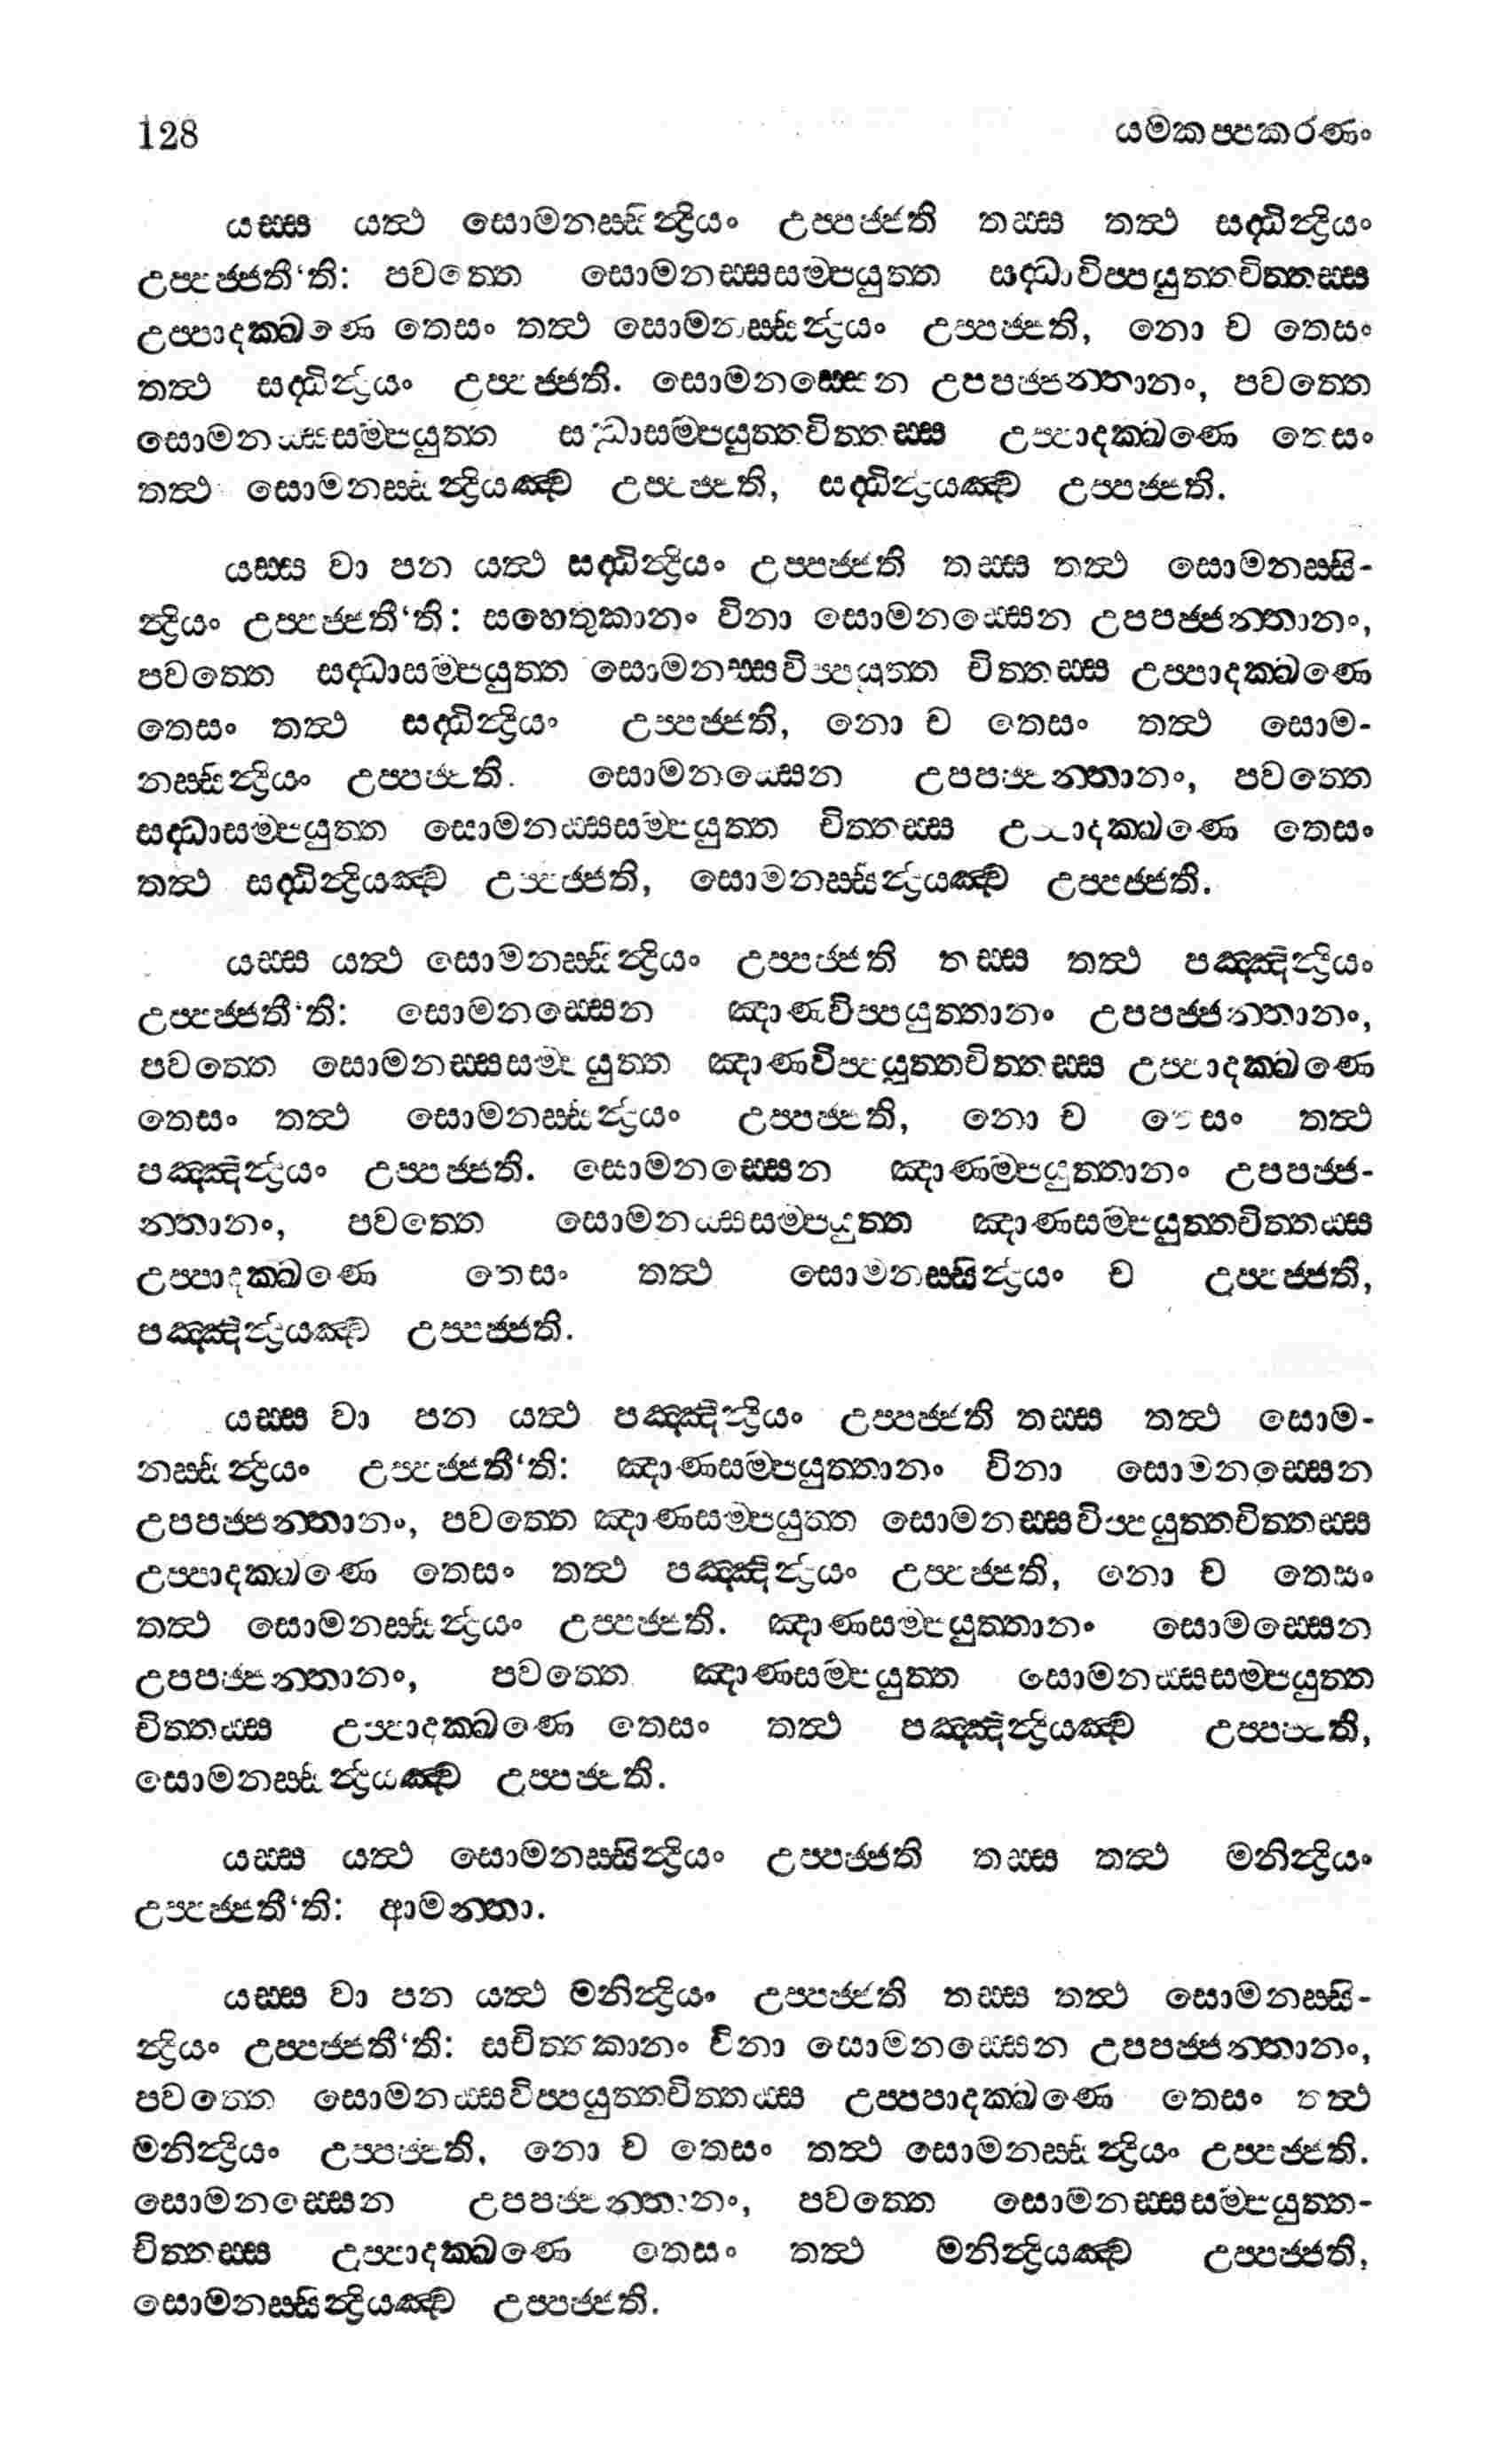 128 යමකප්පකරණං
යස්ස යත්ථ සොමනස්සින්ද්‍රියං උප්පජ්ජති තස්ස තත්ථ සද්ධින්ද්‍රියං
උප්පජ්ජතී‘ති: පවත්තෙ සොමනස්සසම්පයුත්ත සද්ධාවිප්පයුත්තචිත්තස්ස
උප්පාදක්ඛණෙ තෙසං තත්ථ සොමනස්සින්ද්‍රියං උප්පජ්ජති, නො ච තෙසං
තත්ථ සද්ධින්ද්‍රියං උප්පජ්ජති. සොමනස්සෙන උපපජ්ජන්තානං, පවත්තෙ
සොමනස්සසම්පයුත්ත සද්ධාසම්පයුත්තචිත්තස්ස උප්පාදක්ඛණෙ තෙසං
තත්ථ සොමනස්සින්ද්‍රියඤ්ච උප්පජ්ජති, සද්ධින්ද්‍රියඤ්ච උප්පජ්ජති.
යස්ස වා පන යත්ථ සද්ධින්ද්‍රියං උප්පජ්ජති තස්ස තත්ථ සොමනස්සි-
න්ද්‍රියං උප්පජ්ජතී‘ති: සහෙතුකානං විනා සොමනස්සෙන උපපජ්ජන්තානං,
පවත්තෙ සද්ධාසම්පයුත්ත සොමනස්සවිප්පයුත්ත චිත්තස්ස උප්පාදක්ඛණෙ
තෙසං තත්ථ සද්ධින්ද්‍රියං උප්පජ්ජති, නො ච තෙසං තත්ථ සොම-
නස්සින්ද්‍රියං උප්පජ්ජති. සොමනස්සෙන උපපජ්ජන්තානං, පවත්තෙ
සද්ධාසම්පයුත්ත සොමනස්සසම්පයුත්ත චිත්තස්ස උප්පාදක්ඛණෙ තෙසං
තත්ථ සද්ධින්ද්‍රියඤ්ච උප්පජ්ජති, සොමනස්සින්ද්‍රියඤ්ච උප්පජ්ජති.
යස්ස යත්ථ සොමනස්සින්ද්‍රියං උප්පජ්ජති තස්ස තත්ථ පඤ්ඤින්ද්‍රියං
උප්පජ්ජතී‘ති: සොමනස්සෙන ඤාණවිප්පයුත්තානං උපපජ්ජන්තානං,
පවත්තෙ සොමනස්සසම්පයුත්ත ඤාණවිප්පයුත්තචිත්තස්ස උප්පාදක්ඛණෙ
තෙසං තත්ථ සොමනස්සින්ද්‍රියං උප්පජ්ජති, නො ච තෙසං තත්ථ
පඤ්ඤින්ද්‍රියං උප්පජ්ජති. සොමනස්සෙන ඤාණම්පයුත්තානං උපපජ්ජ-
න්තානං, පවත්තෙ සොමනස්සසම්පයුත්ත ඤාණසම්පයුත්තචිත්තස්ස
උප්පාදක්ඛණෙ තෙසං තත්ථ සොමනස්සින්ද්‍රියං ච උප්පජ්ජති,
පඤ්ඤින්ද්‍රියඤ්ච උප්පජ්ජති.
යස්ස වා පන යත්ථ පඤ්ඤින්ද්‍රියං උප්පජ්ජති තස්ස තත්ථ සොම-
නස්සින්ද්‍රියං උප්පජ්ජතී‘ති: ඤාණසම්පයුත්තානං විනා සොමනස්සෙන
උපපජ්ජන්තානං, පවත්තෙ ඤාණසම්පයුත්ත සොමනස්සවිප්පයුත්තචිත්තස්ස
උප්පාදක්ඛණෙ තෙසං තත්ථ පඤ්ඤින්ද්‍රියං උප්පජ්ජති, නො ච තෙසං
තත්ථ සොමනස්සින්ද්‍රියං උප්පජ්ජති. ඤාණසම්පයුත්තානං සොමස්සෙන
උපපජ්ජන්තානං, පවත්තෙ ඤාණසම්පයුත්ත සොමනස්සසම්පයුත්ත
චිත්තස්ස උප්පාදක්ඛණෙ තෙසං තත්ථ පඤ්ඤින්ද්‍රියඤ්ච උප්පජ්ජති,
සොමනස්සින්ද්‍රියඤ්ච උප්පජ්ජති.
යස්ස යත්ථ සොමනස්සින්ද්‍රියං උප්පජ්ජති තස්ස තත්ථ මනින්ද්‍රියං
උප්පජ්ජතී‘ති: ආමන්තා.
යස්ස වා පන යත්ථ මනින්ද්‍රියං උප්පජ්ජති තස්ස තත්ථ සොමනස්සි-
න්ද්‍රියං උප්පජ්ජතී‘ති: සචිත්තකානං විනා සොමනස්සෙන උපපජ්ජන්තානං,
පවත්තෙ සොමනස්සවිප්පයුත්තචිත්තස්ස උප්පපාදක්ඛණෙ තෙසං තත්ථ
මනින්ද්‍රියං උප්පජ්ජති, නො ච තෙසං තත්ථ සොමනස්සින්ද්‍රියං උප්පජ්ජති.
සොමනස්සෙන උපපජ්ජන්තානං, පවත්තෙ සොමනස්සසම්පයුත්ත-
චිත්තස්ස උප්පාදක්ඛණෙ තෙසං තත්ථ මනින්ද්‍රියඤ්ච උප්පජ්ජති,
සොමනස්සින්ද්‍රියඤ්ච උප්පජ්ජති.